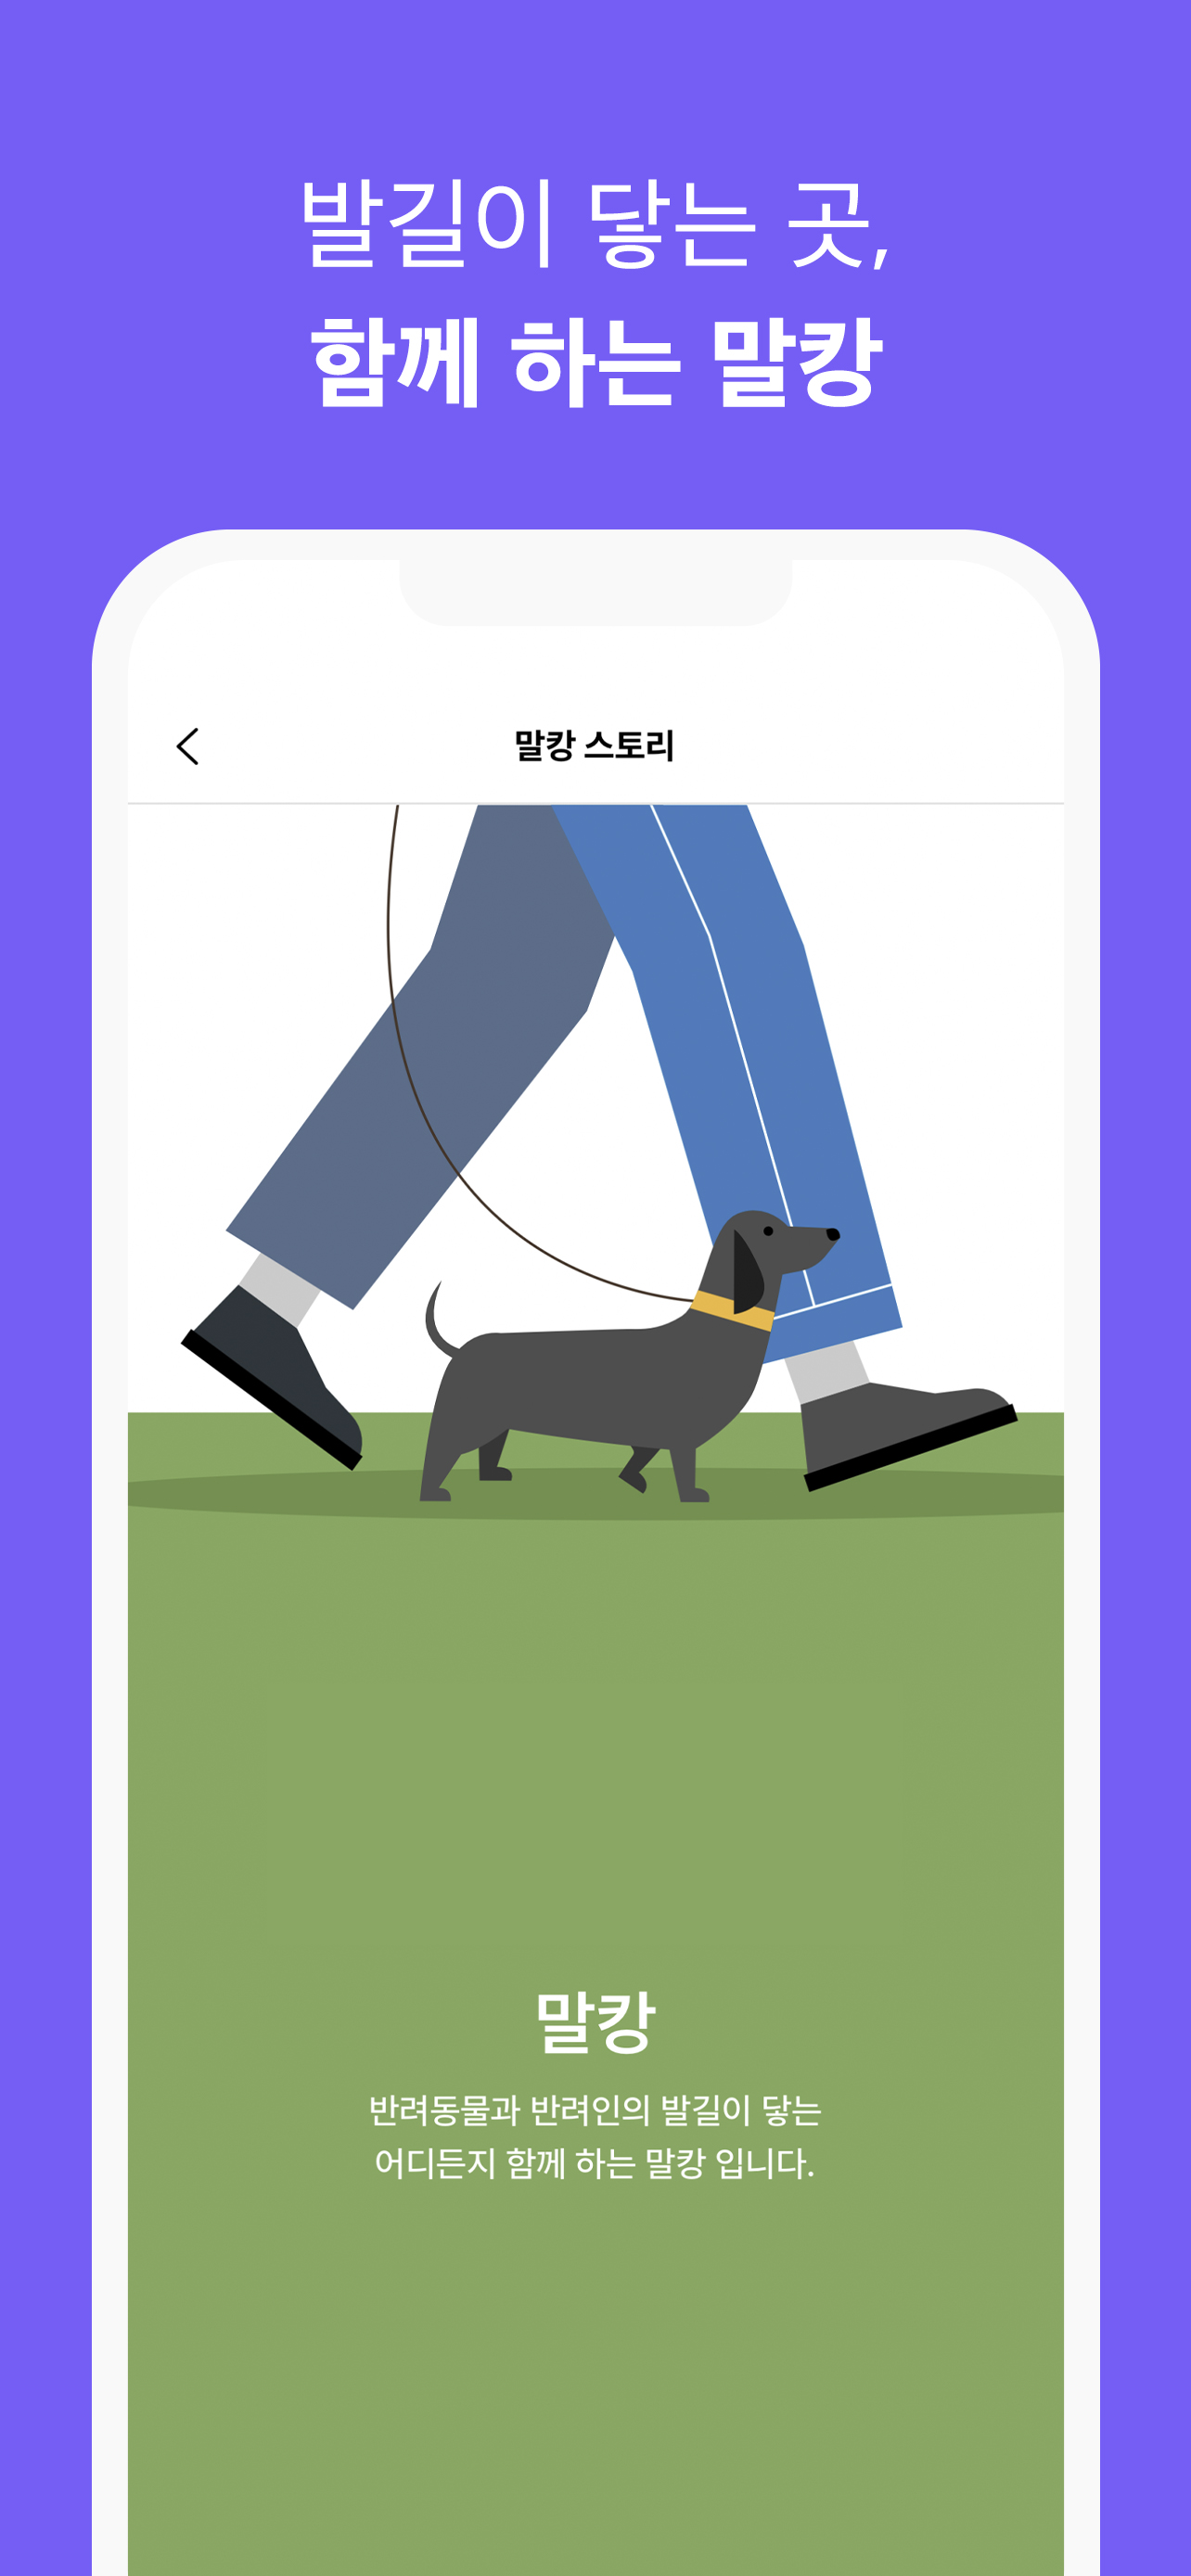 발길이 닿는 곳,
함께 하는 말캉
말캉 스토리
말캉
반려동물과 반려인의 발길이 닿는
어디든지 함께 하는 말캉 입니다.